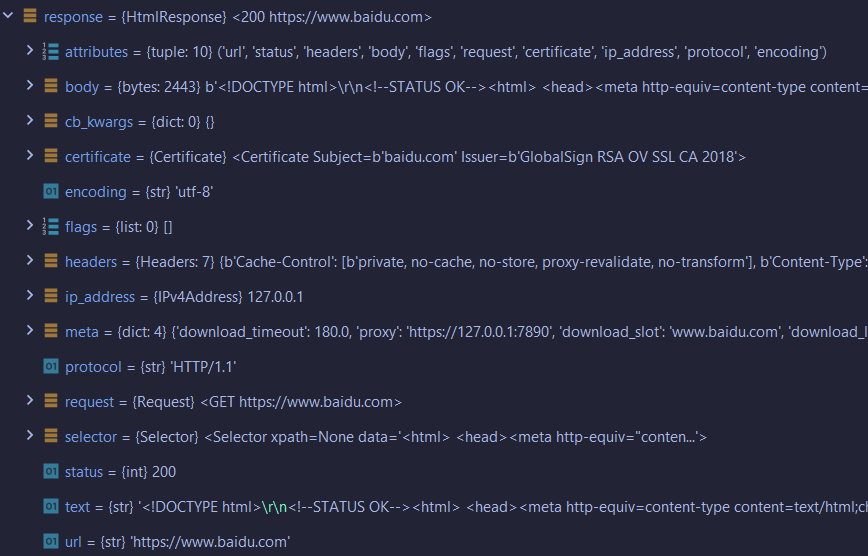 response = {HtmlResponse} <200 https://www.baidu.com>
attributes = {tuple: 10} ('url', 'status', 'headers', 'body', 'flags', 'request', 'certificate', 'ip_address', 'protocol', 'encoding')
body = {bytes: 2443} b'<!DOCTYPE html>\r\n<!--STATUS OK--><html> <head><meta http-equiv=content-type content=
cb_kwargs = {dict: 0} {}
certificate = {Certificate} <Certificate Subject=b'baidu.com' Issuer=b'GlobalSign RSA OV SSL CA 2018'>
01 encoding = {str} 'utf-8'
flags = {list: 0} []
headers = {Headers: 7} {b'Cache-Control': [b'private, no-cache, no-store, proxy-revalidate, no-transform'], b'Content-Type':
ip_address = {IPv4Address} 127.0.0.1
meta = {dict: 4} {'download_timeout': 180.0, 'proxy': 'https://127.0.0.1:7890', 'download_slot': 'www.baidu.com', 'download_l
01 protocol = {str} 'HTTP/1.1'
request = {Request} <GET https://www.baidu.com>
selector = {Selector} <Selector xpath=None data='<html> <head><meta http-equiv="conten...'>
01 status = {int} 200
01 text = {str} '<!DOCTYPE html>\r\n<!--STATUS OK--><html> <head><meta http-equiv=content-type content=text/html;ch
01 url = {str} 'https://www.baidu.com'